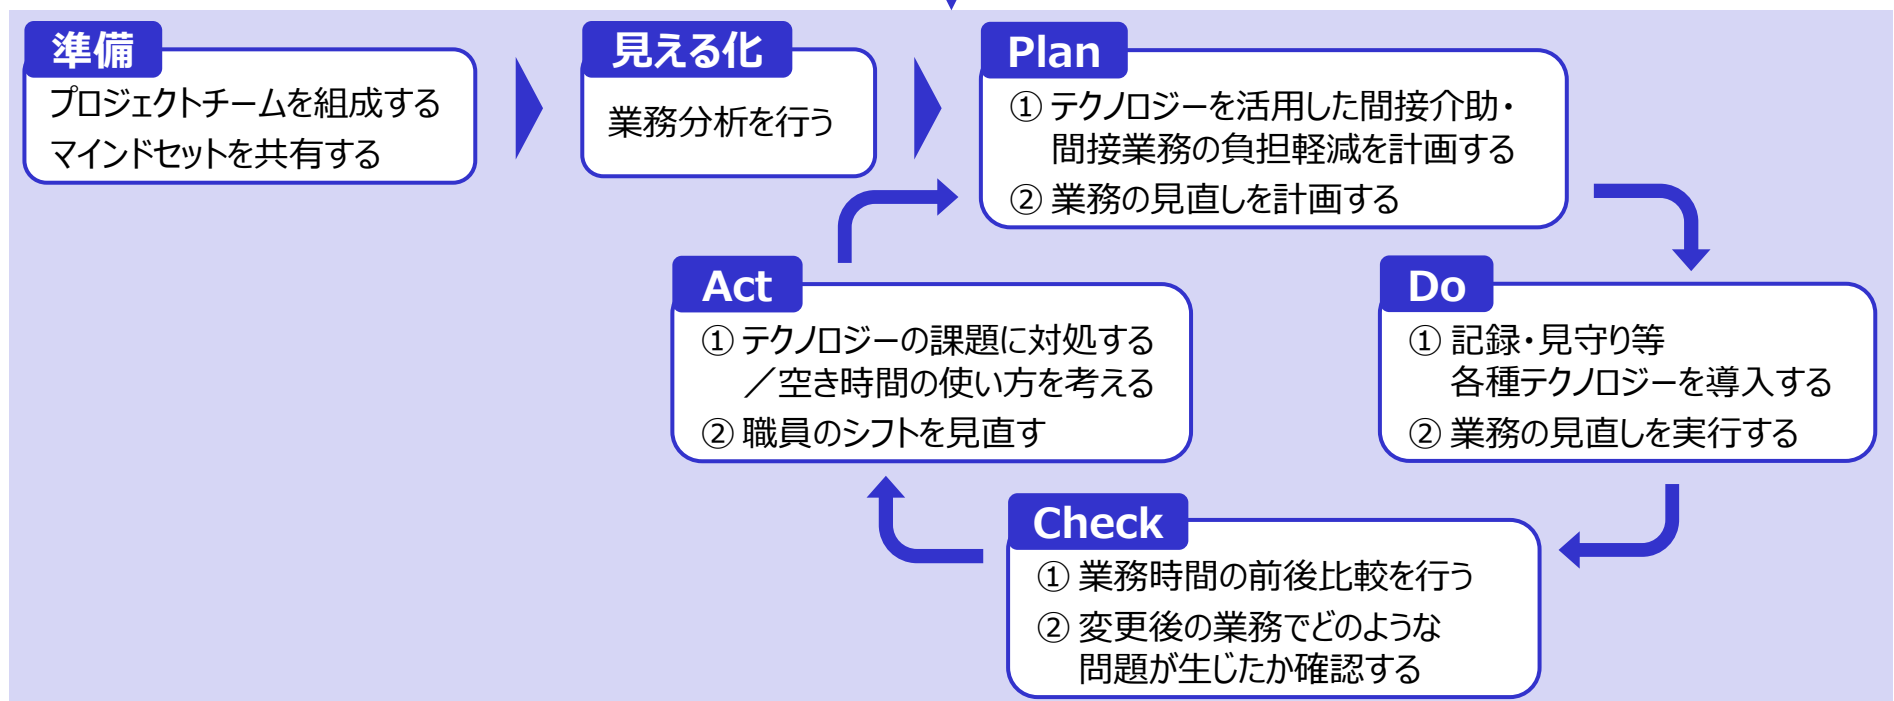 準備
プロジェクトチームを組成する
マインドセットを共有する
見える化
業務分析を行う
Plan
① テクノロジーを活用した間接介助・
間接業務の負担軽減を計画する
② 業務の見直しを計画する
Do
① 記録・見守り等
各種テクノロジーを導入する
② 業務の見直しを実行する
Check
① 業務時間の前後比較を行う
② 変更後の業務でどのような
問題が生じたか確認する
Act
① テクノロジーの課題に対処する
／空き時間の使い方を考える
② 職員のシフトを見直す